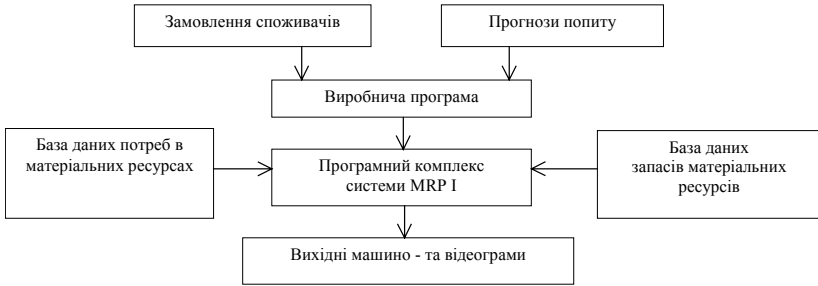 Замовлення споживачів
Прогнози попиту
Виробнича програма
База даних потреб в
матеріальних ресурсах
Програмний комплекс
системи MRP I
База даних
запасів матеріальних
ресурсів
Вихідні машино - та відеограми